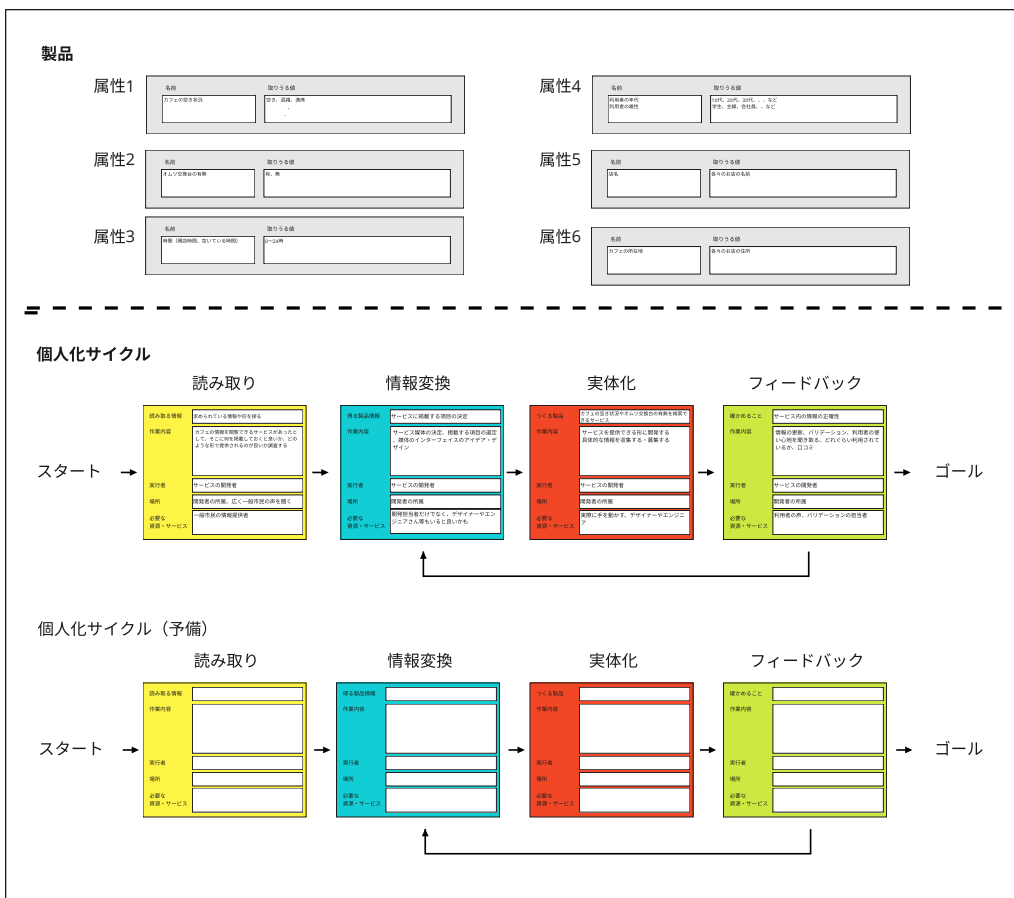 製品
属性1
名前
取りうる値
カフェの空き状況
空き、混雑、満席
、
、
属性2
名前
取りうる値
オムツ交換台の有無
有、無
属性3
名前
取りうる値
時間（開店時間、空いている時間）
0〜24時
属性4
名前
取りうる値
利用者の年代
利用者の属性
10代、20代、30代、、、など
学生、主婦、会社員、、など
属性5
名前
取りうる値
店名
各々のお店の名前
属性6
名前
取りうる値
カフェの所在地
各々のお店の住所
個人化サイクル
スタート
読み取り
読み取る情報
求められている情報や形を探る
作業内容
カフェの情報を閲覧できるサービスがあったと
して、そこに何を掲載しておくと良いか、どの
ような形で提供されるのが良いか調査する
実行者
サービスの開発者
場所
開発者の所属、広く一般市民の声を聞く
必要な
資源・サービス
一般市民の情報提供者
情報変換
得る製品情報
サービスに掲載する項目の決定
作業内容
サービス媒体の決定、掲載する項目の選定
、媒体のインターフェイスのアイデア・デ
ザイン
実行者
サービスの開発者
場所
開発者の所属
必要な
資源・サービス
開発担当者だけでなく、デザイナーやエン
ジニアさん等もいると良いかも
実体化
つくる製品
カフェの空き状況やオムツ交換台の有無を検索で
きるサービス
作業内容
サービスを提供できる形に開発する
具体的な情報を収集する・募集する
実行者
サービスの開発者
場所
開発者の所属
必要な
資源・サービス
実際に手を動かす、デザイナーやエンジニ
ア
フィードバック
確かめること
サービス内の情報の正確性
作業内容
情報の更新、バリデーション、利用者の使
い心地を聞き取る、どれぐらい利用されて
いるか、口コミ
実行者
サービスの開発者
場所
開発者の所属
必要な
資源・サービス
利用者の声、バリデーションの担当者
ゴール
個人化サイクル（予備）
スタート
読み取り
読み取る情報
作業内容
実行者
場所
必要な
資源・サービス
情報変換
得る製品情報
作業内容
実行者
場所
必要な
資源・サービス
実体化
つくる製品
作業内容
実行者
場所
必要な
資源・サービス
フィードバック
確かめること
作業内容
実行者
場所
必要な
資源・サービス
ゴール